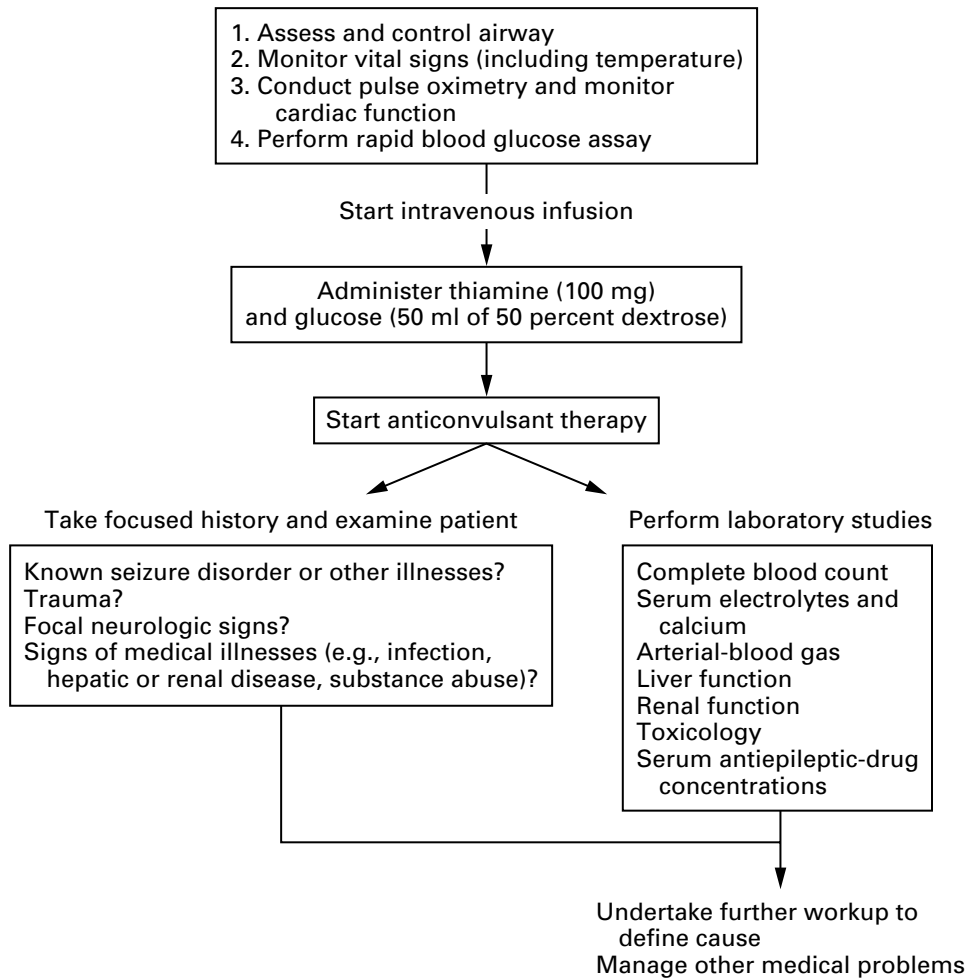 1. Assess and control airway
2. Monitor vital signs (including temperature)
3. Conduct pulse oximetry and monitor
cardiac function
4. Perform rapid blood glucose assay
Start intravenous infusion
Administer thiamine (100 mg)
and glucose (50 ml of 50 percent dextrose)
Start anticonvulsant therapy
Take focused history and examine patient
Known seizure disorder or other illnesses?
Trauma?
Focal neurologic signs?
Signs of medical illnesses (e.g., infection,
hepatic or renal disease, substance abuse)?
Perform laboratory studies
Complete blood count
Serum electrolytes and
calcium
Arterial-blood gas
Liver function
Renal function
Toxicology
Serum antiepileptic-drug
concentrations
Undertake further workup to
define cause
Manage other medical problems